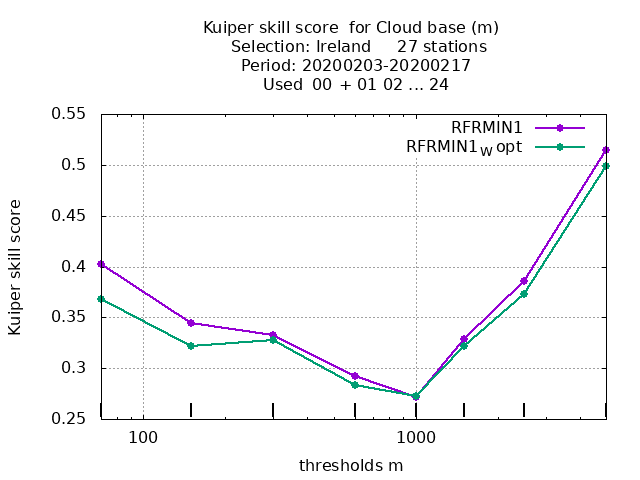 Kuiper skill score  for Cloud base (m)
Selection: Ireland     27 stations
Period: 20200203-20200217
Used  00  + 01 02 ... 24
RFRMIN1
RFRMIN1W opt
0.55
0.5
0.45
0.4
0.35
0.3
0.25
Kuiper skill score
100
1000
thresholds m